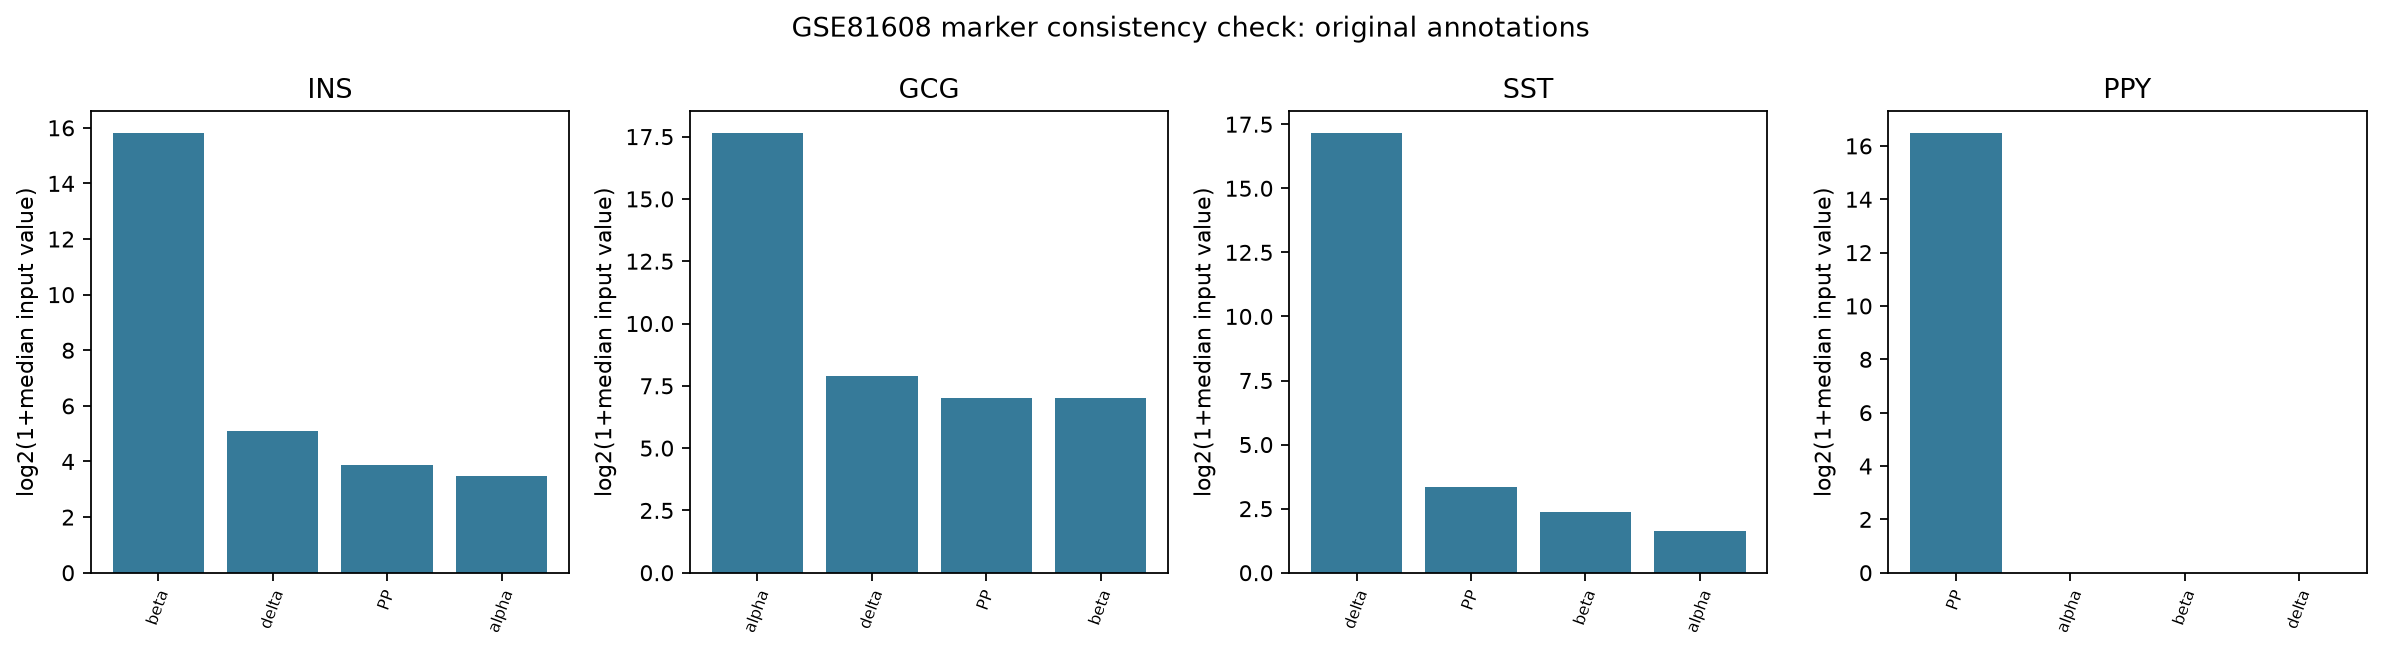 GSE81608 marker consistency check: original annotations
INS
log2(1+median input value)
16
14
12
10
8
6
4
2
0
beta
delta
PP
alpha
GCG
log2(1+median input value)
17.5
15.0
12.5
10.0
7.5
5.0
2.5
0.0
alpha
delta
PP
beta
SST
log2(1+median input value)
17.5
15.0
12.5
10.0
7.5
5.0
2.5
0.0
delta
PP
beta
alpha
PPY
log2(1+median input value)
16
14
12
10
8
6
4
2
0
PP
alpha
beta
delta